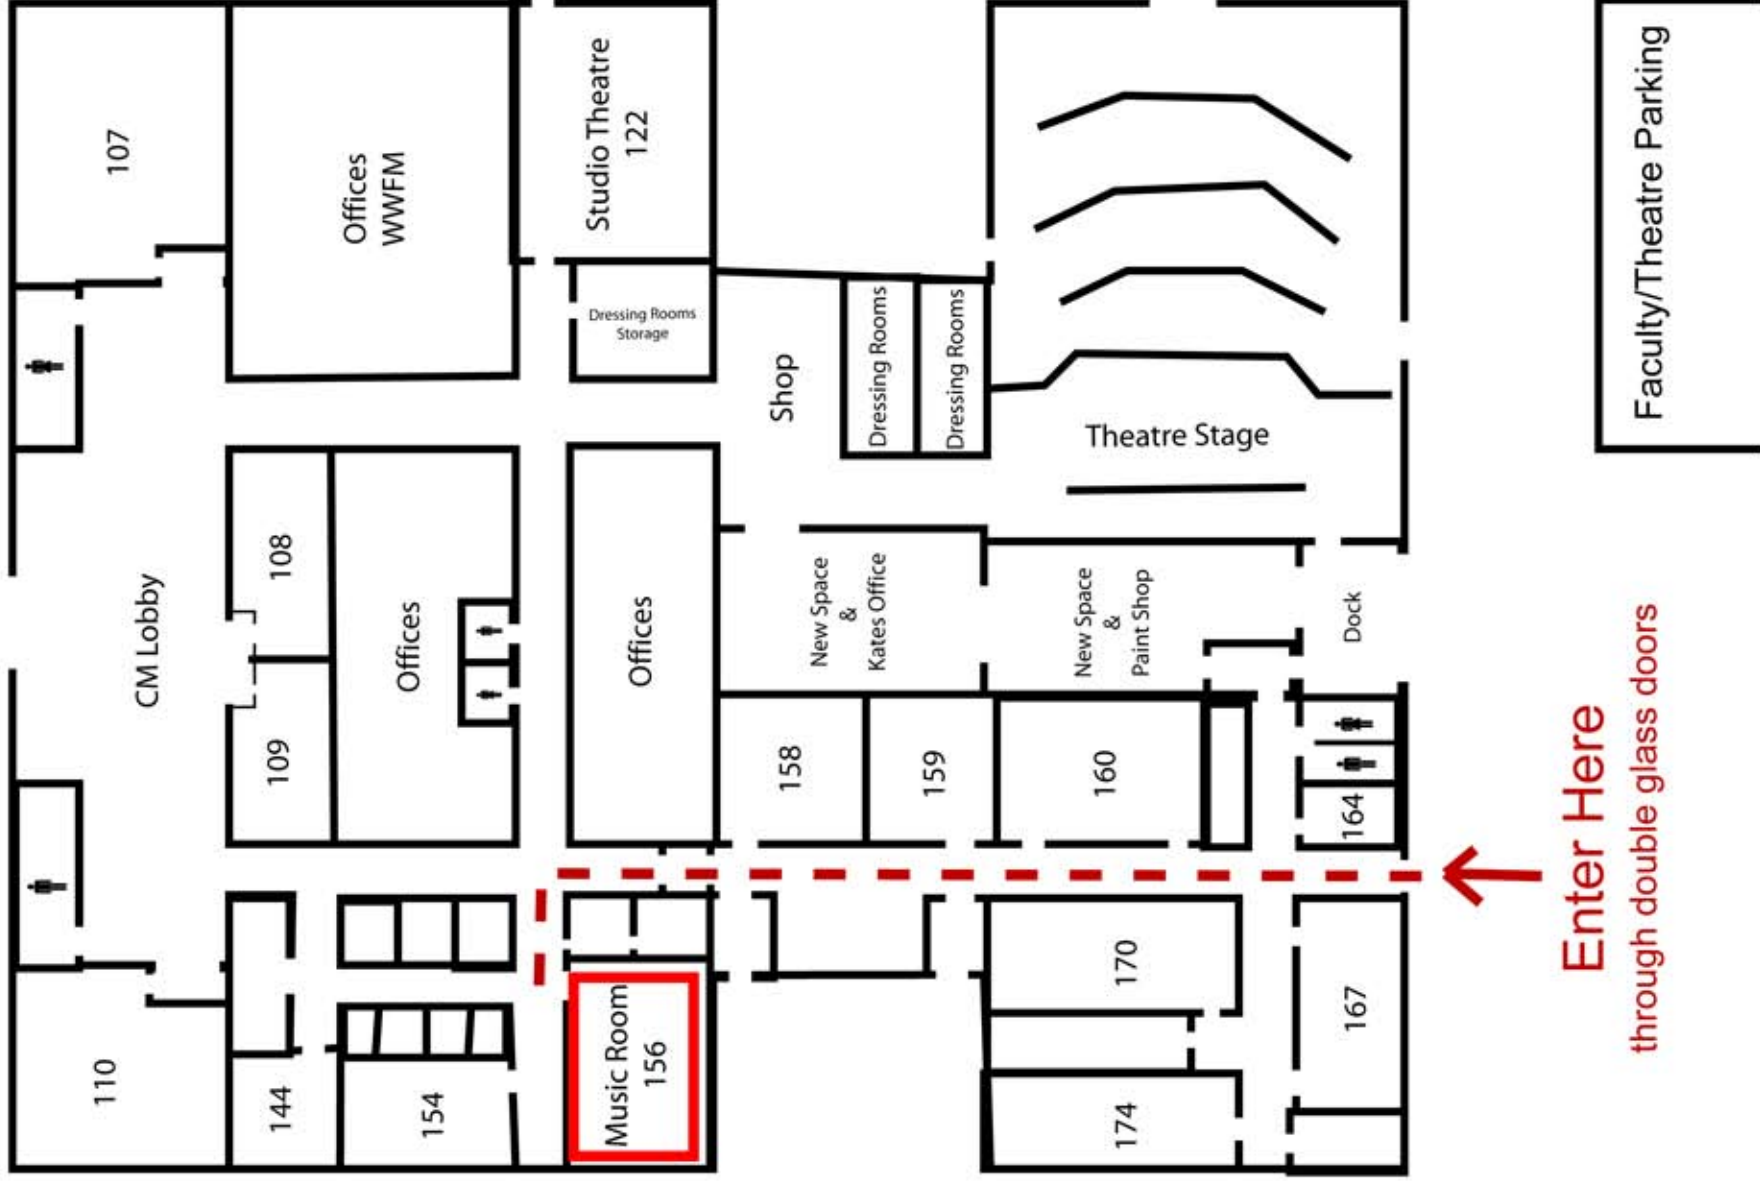 107
Offices
WWFM
Studio Theatre
122
Dressing Rooms
Storage
Shop
Dressing Rooms
Dressing Rooms
Theatre Stage
Faculty/Theatre Parking
CM Lobby
108
109
Offices
Offices
New Space
&
Kates Office
New Space
&
Paint Shop
Dock
158
159
160
164
Enter Here
through double glass doors
110
144
154
Music Room
156
170
174
167